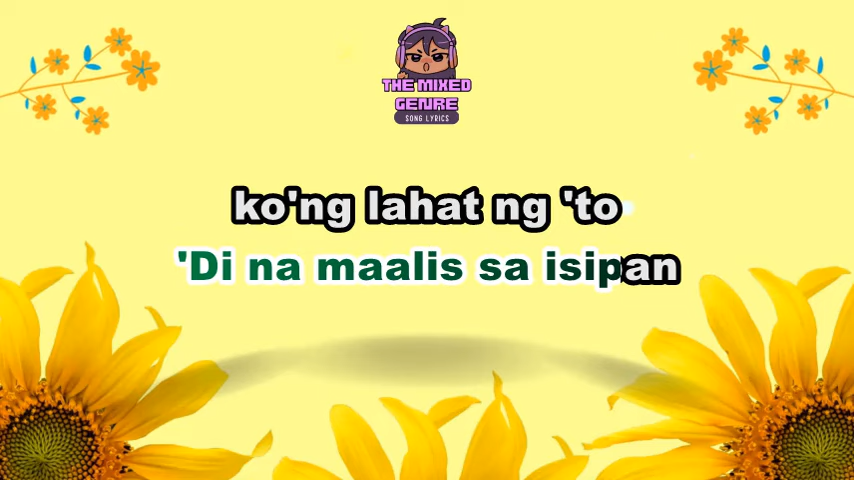 THE MIXED
GENRE
SONG LYRICS
ko'ng lahat ng 'to
'Di na maalis sa isipan